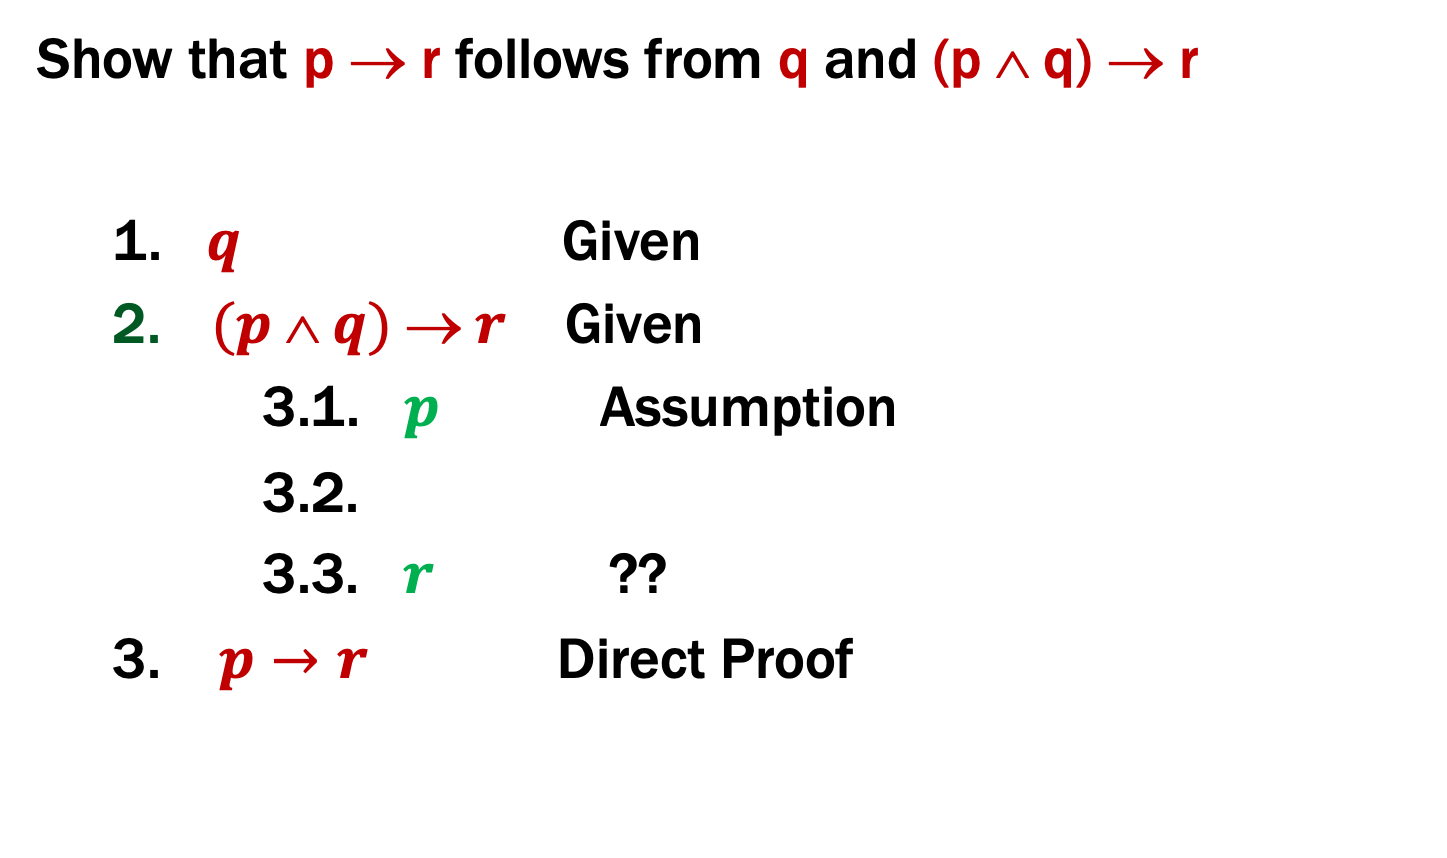 Show that p → r follows from q and (p ∧ q) → r
1. q Given
2. (p ∧ q) → r Given
3.1. p Assumption
3.2.
3.3. r ??
3. p → r Direct Proof